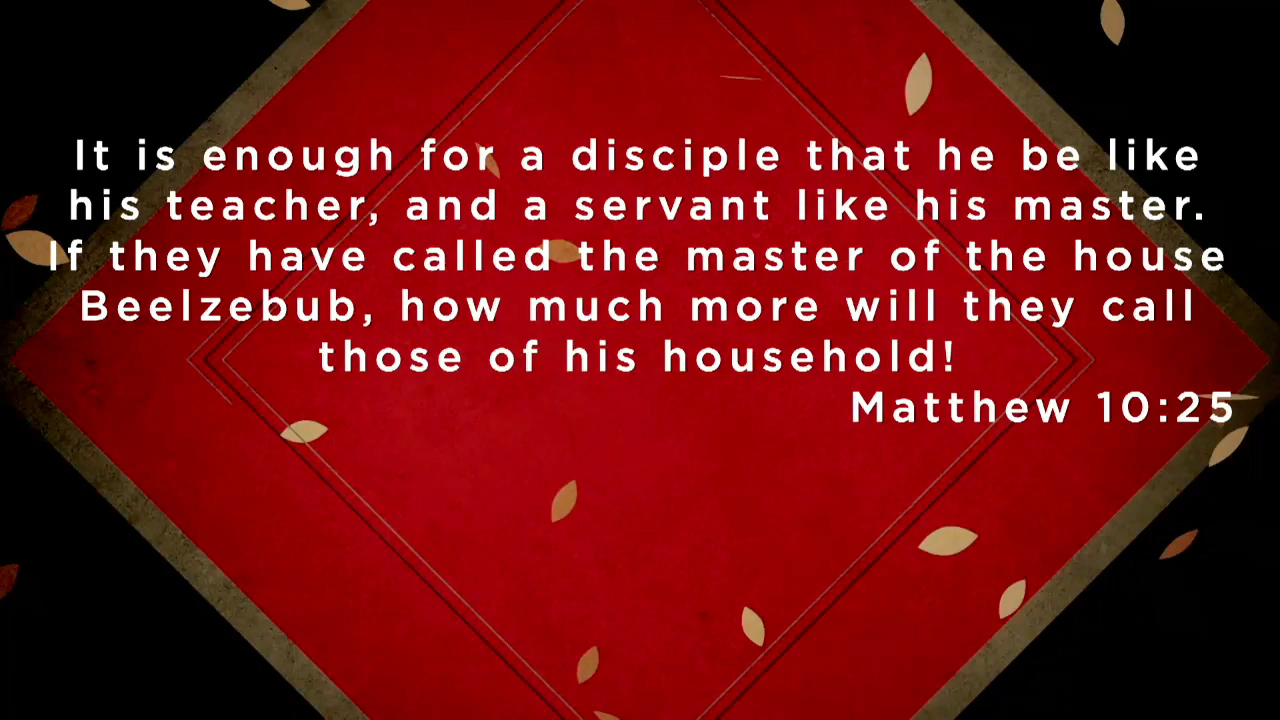 It is enough for a disciple that he be like
his teacher, and a servant like his master.
If they have called the master of the house
Beelzebub, how much more will they call
those of his household!
Matthew 10:25